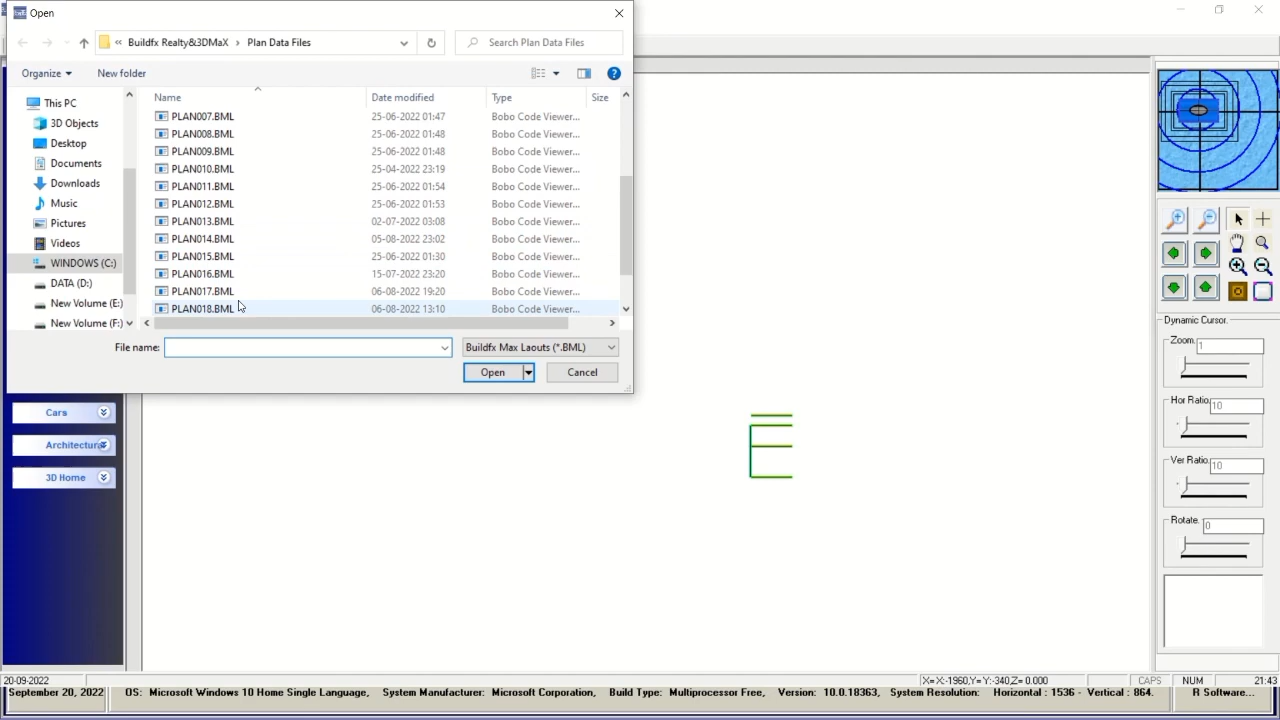 Open
Buildfx Realty&3DMaX › Plan Data Files
Search Plan Data Files
Organize
New folder
Name
Date modified
Type
Size
This PC
3D Objects
Desktop
Documents
Downloads
Music
Pictures
Videos
WINDOWS (C:)
DATA (D:)
New Volume (E:)
New Volume (F:)
PLAN007.BML 25-06-2022 01:47 Bobo Code Viewer...
PLAN008.BML 25-06-2022 01:48 Bobo Code Viewer...
PLAN009.BML 25-06-2022 01:48 Bobo Code Viewer...
PLAN010.BML 25-04-2022 23:19 Bobo Code Viewer...
PLAN011.BML 25-06-2022 01:54 Bobo Code Viewer...
PLAN012.BML 25-06-2022 01:53 Bobo Code Viewer...
PLAN013.BML 02-07-2022 03:08 Bobo Code Viewer...
PLAN014.BML 05-08-2022 23:02 Bobo Code Viewer...
PLAN015.BML 25-06-2022 01:30 Bobo Code Viewer...
PLAN016.BML 15-07-2022 23:20 Bobo Code Viewer...
PLAN017.BML 06-08-2022 19:20 Bobo Code Viewer...
PLAN018.BML 06-08-2022 13:10 Bobo Code Viewer...
File name:
Buildfx Max Laouts (*.BML)
Open
Cancel
Cars
Architectura
3D Home
Dynamic Cursor.
Zoom.
1
Hor Ratio.
10
Ver Ratio.
10
Rotate.
0
20-09-2022
X= X:-1960,Y= Y:-340,Z= 0.000
CAPS
NUM
21:43
September 20, 2022
OS: Microsoft Windows 10 Home Single Language, System Manufacturer: Microsoft Corporation, Build Type: Multiprocessor Free, Version: 10.0.18363, System Resolution: Horizontal : 1536 - Vertical : 864.
R Software...